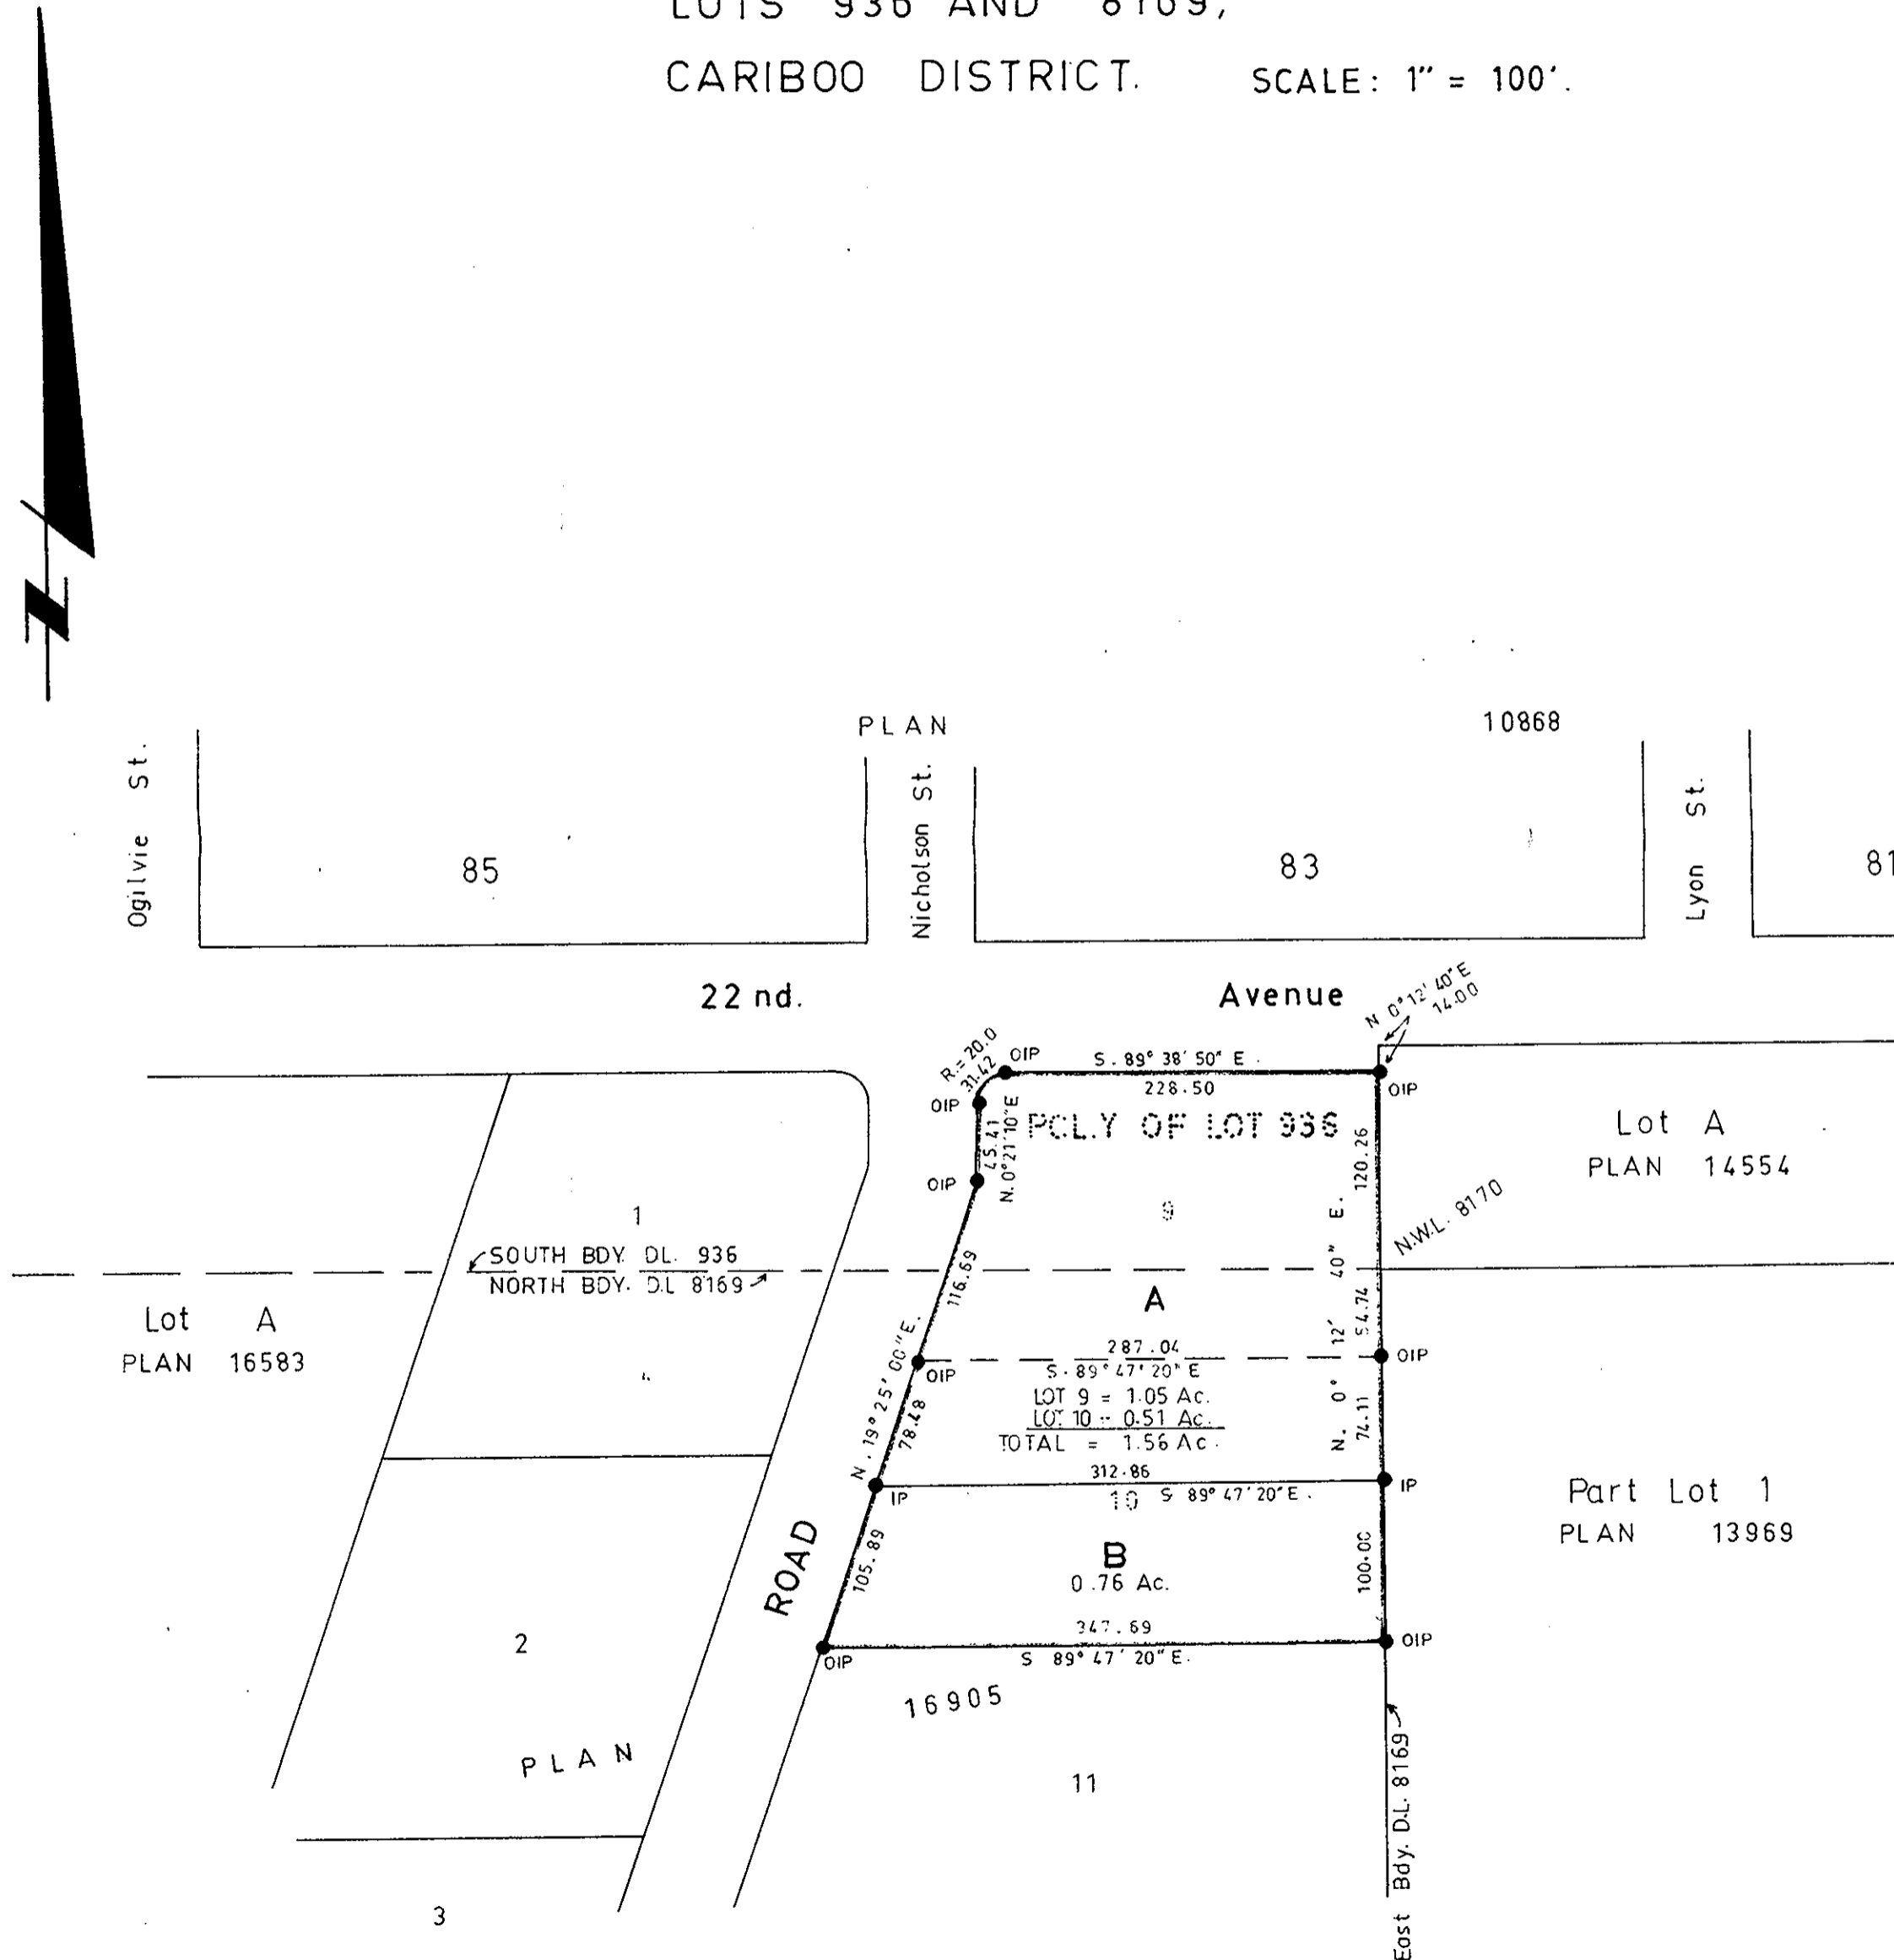 LOTS 936 AND 8169,
CARIBOO DISTRICT. SCALE: 1" = 100'.
N
PLAN 10868
Ogilvie St.
Nicholson St.
Lyon St.
85
83
81
22 nd. Avenue
N 0° 12' 40" E
14.00
R.= 20.0
31.42
OIP
S. 89° 38' 50" E.
228.50
OIP
OIP
45.41
N. 0° 21' 10" E
PCL.Y OF LOT 936
120.26
Lot A
PLAN 14554
OIP
1
9
N.W.L. 8170
SOUTH BDY. DL. 936
NORTH BDY. D.L 8169
116.69
A
54.74
N. 0° 12' 40" E.
Lot A
PLAN 16583
287.04
S. 89° 47' 20" E
OIP
OIP
LOT 9 = 1.05 Ac.
LOT 10 = 0.51 Ac.
TOTAL = 1.56 Ac.
N. 19° 25' 00" E.
78.48
74.11
312.86
S 89° 47' 20" E.
IP
10
IP
Part Lot 1
PLAN 13969
ROAD
105.89
B
0.76 Ac.
100.00
2
347.69
S 89° 47' 20" E.
OIP
OIP
16905
PLAN
11
East Bdy. D.L. 8169
3